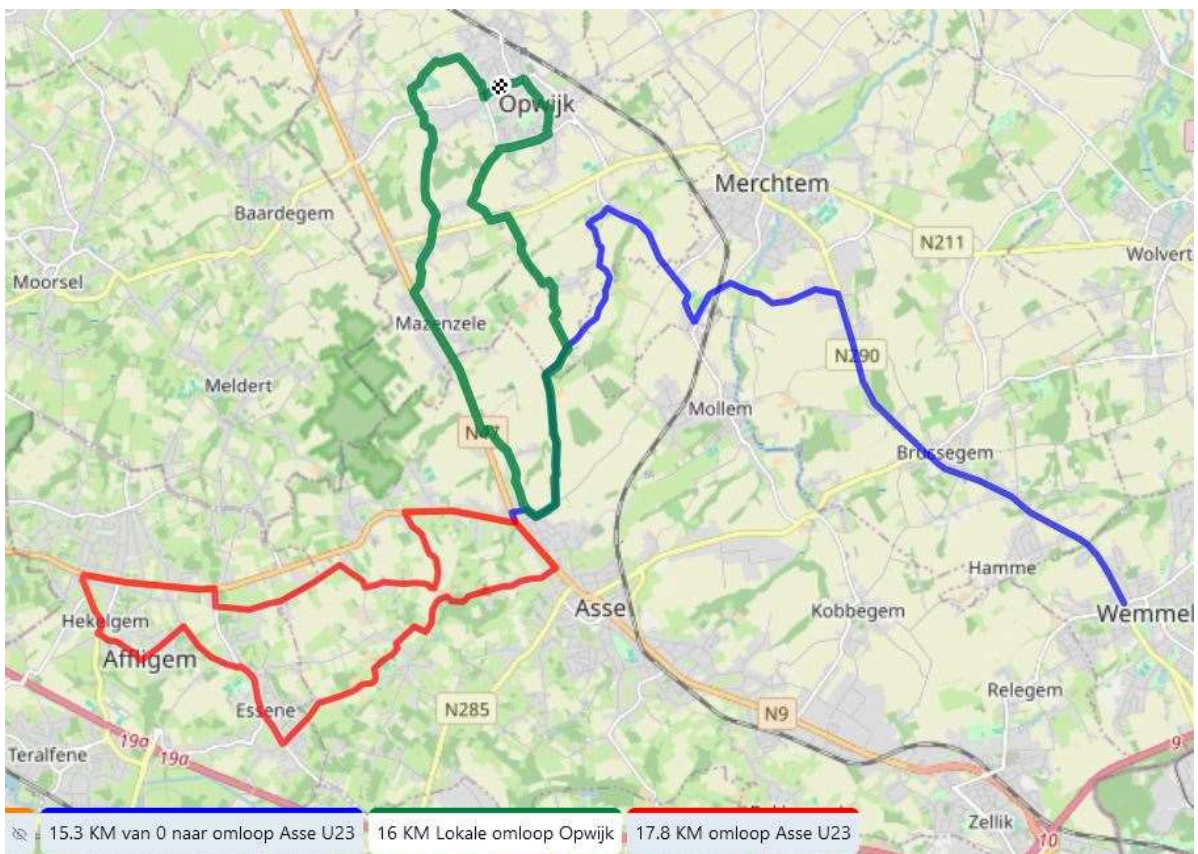 Opwijk
Merchtem
Baardegem
N211
Wolvert
Moorsel
Mazenzele
N290
Meldert
Mollem
N47
Brussegem
Hamme
Asse
Kobbegem
Wemmel
Hekelgem
Affligem
Relegem
Essene
N285
N9
19a
19a
Teralfene
9
Zellik
10
15.3 KM van 0 naar omloop Asse U23
16 KM Lokale omloop Opwijk
17.8 KM omloop Asse U23